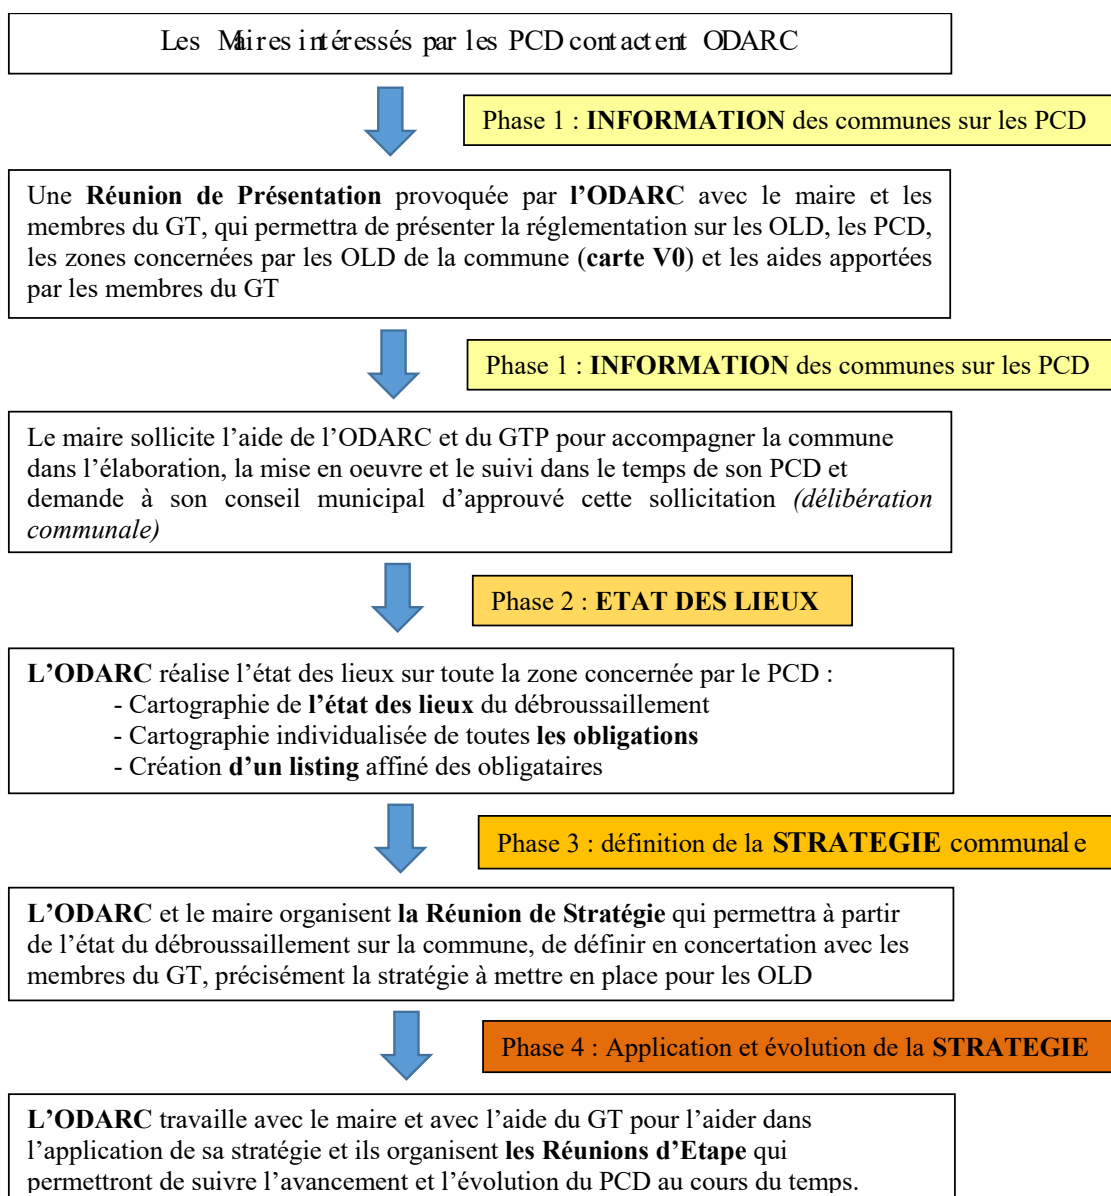 Les Maires intéressés par les PCD contactent ODARC
Phase 1 : INFORMATION des communes sur les PCD
Une Réunion de Présentation provoquée par l’ODARC avec le maire et les
membres du GT, qui permettra de présenter la réglementation sur les OLD, les PCD,
les zones concernées par les OLD de la commune (carte V0) et les aides apportées
par les membres du GT
Phase 1 : INFORMATION des communes sur les PCD
Le maire sollicite l’aide de l’ODARC et du GTP pour accompagner la commune
dans l’élaboration, la mise en oeuvre et le suivi dans le temps de son PCD et
demande à son conseil municipal d’approuvé cette sollicitation (délibération
communale)
Phase 2 : ETAT DES LIEUX
L’ODARC réalise l’état des lieux sur toute la zone concernée par le PCD :
- Cartographie de l’état des lieux du débroussaillement
- Cartographie individualisée de toutes les obligations
- Création d’un listing affiné des obligataires
Phase 3 : définition de la STRATEGIE communale
L’ODARC et le maire organisent la Réunion de Stratégie qui permettra à partir
de l’état du débroussaillement sur la commune, de définir en concertation avec les
membres du GT, précisément la stratégie à mettre en place pour les OLD
Phase 4 : Application et évolution de la STRATEGIE
L’ODARC travaille avec le maire et avec l’aide du GT pour l’aider dans
l’application de sa stratégie et ils organisent les Réunions d’Etape qui
permettront de suivre l’avancement et l’évolution du PCD au cours du temps.